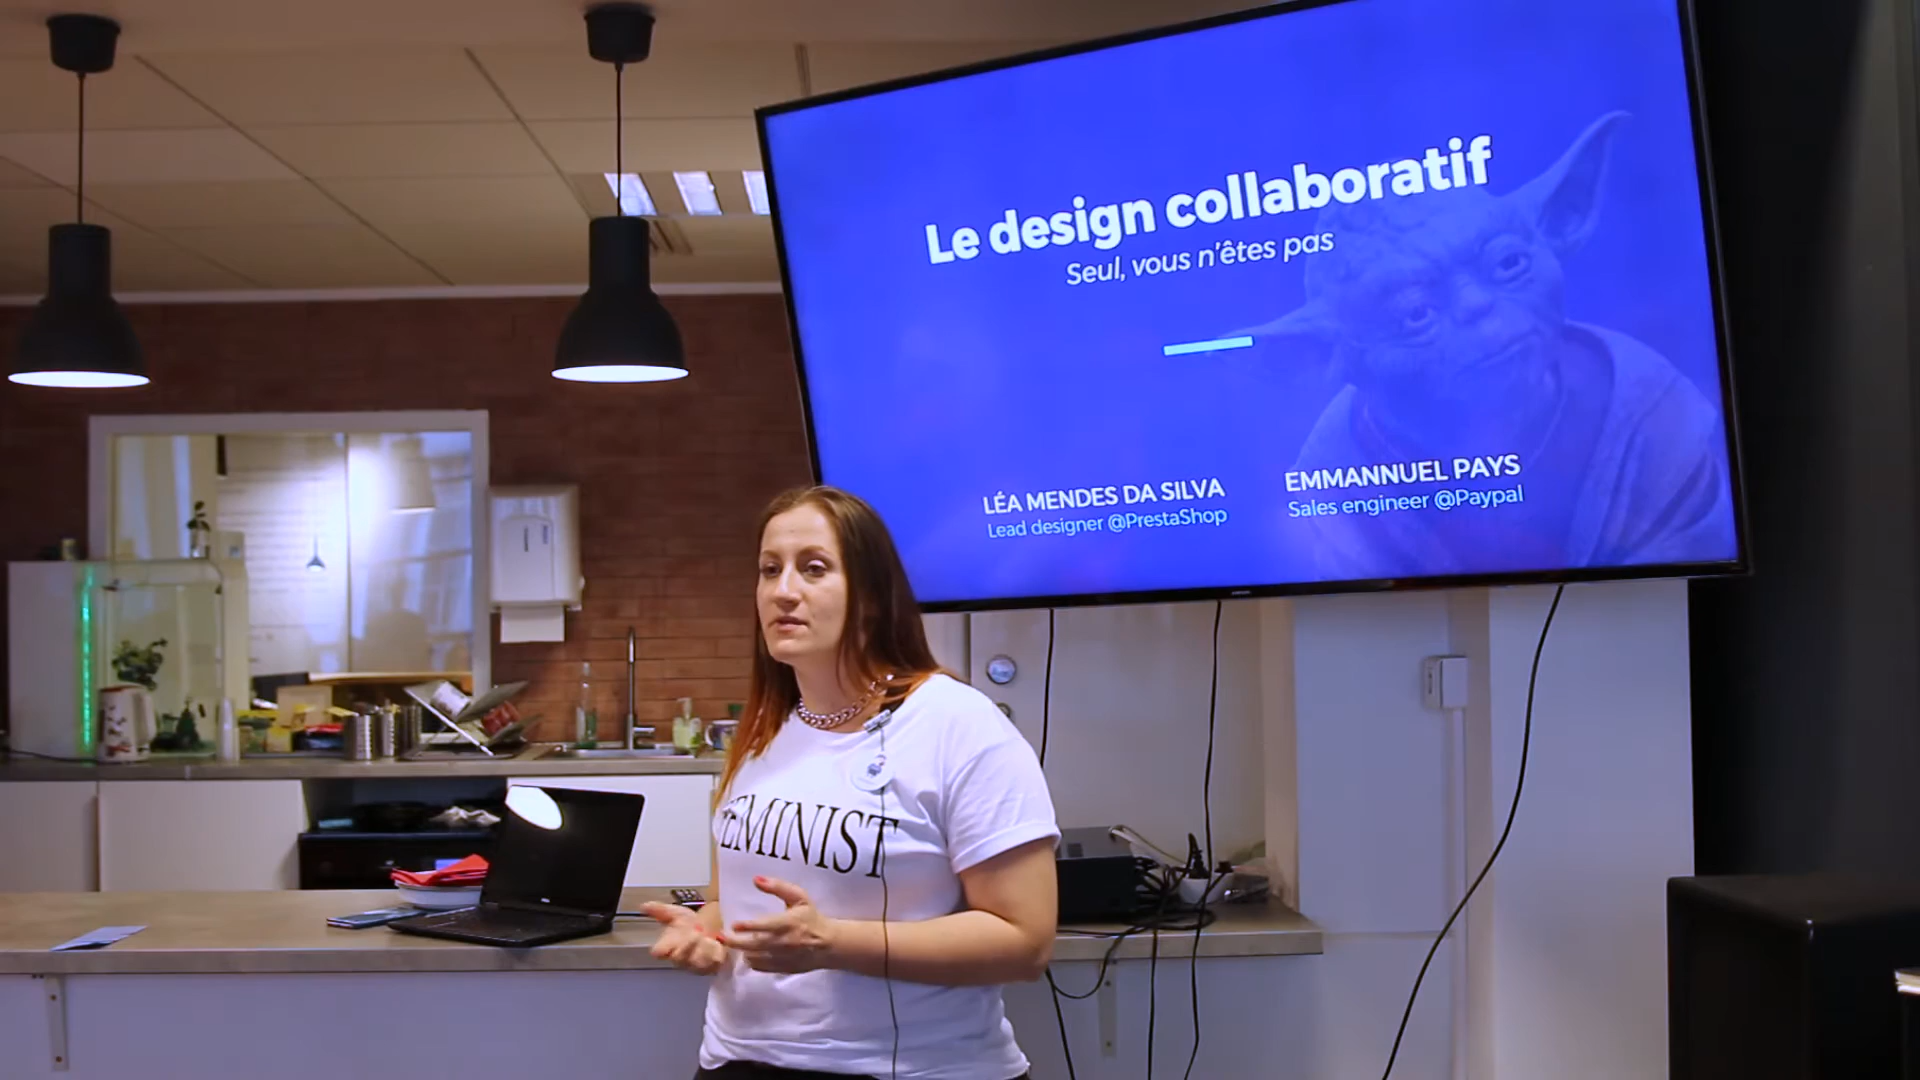 Le design collaboratif
Seul, vous n'êtes pas
LÉA MENDES DA SILVA
Lead designer @PrestaShop
EMMANNUEL PAYS
Sales engineer @Paypal
FEMINIST